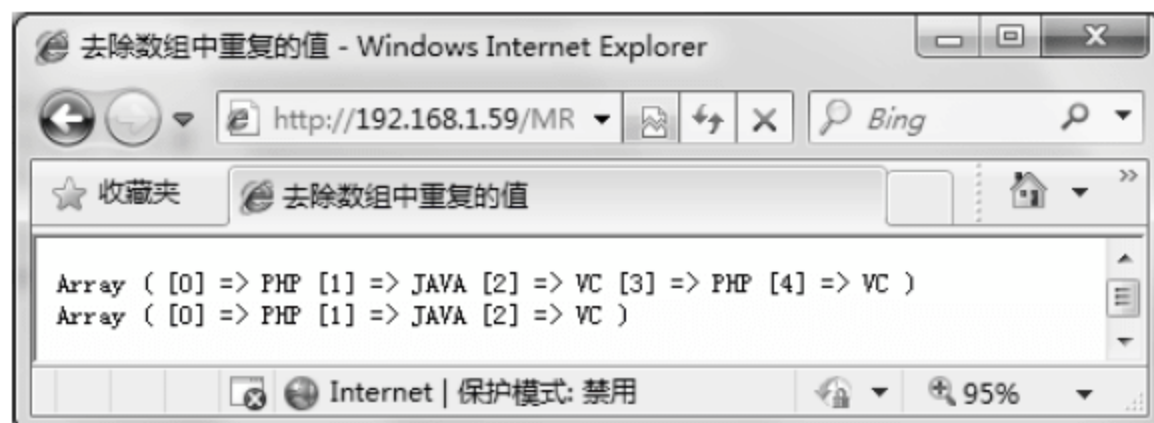 去除数组中重复的值 - Windows Internet Explorer
http://192.168.1.59/MR
Bing
收藏夹
去除数组中重复的值
Array ( [0] => PHP [1] => JAVA [2] => VC [3] => PHP [4] => VC )
Array ( [0] => PHP [1] => JAVA [2] => VC )
Internet | 保护模式: 禁用
95%